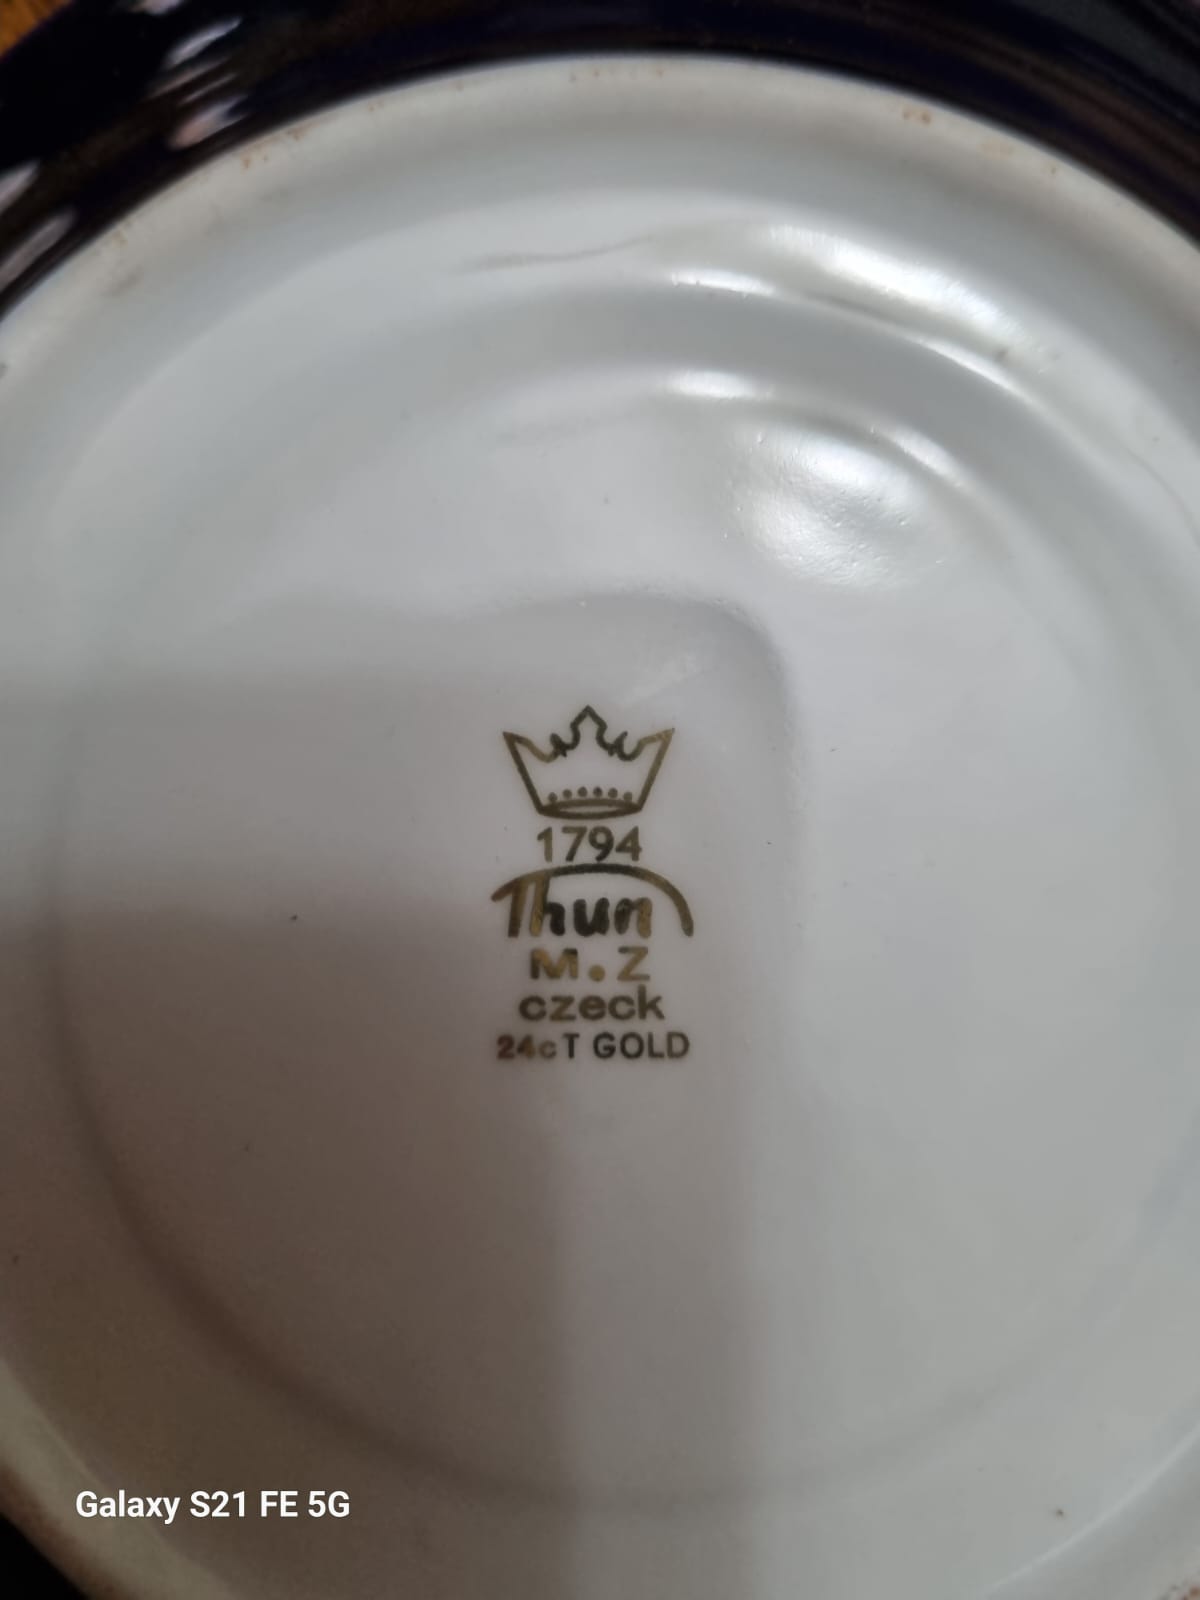 1794
Thun
M.Z
czeck
24cT GOLD
Galaxy S21 FE 5G